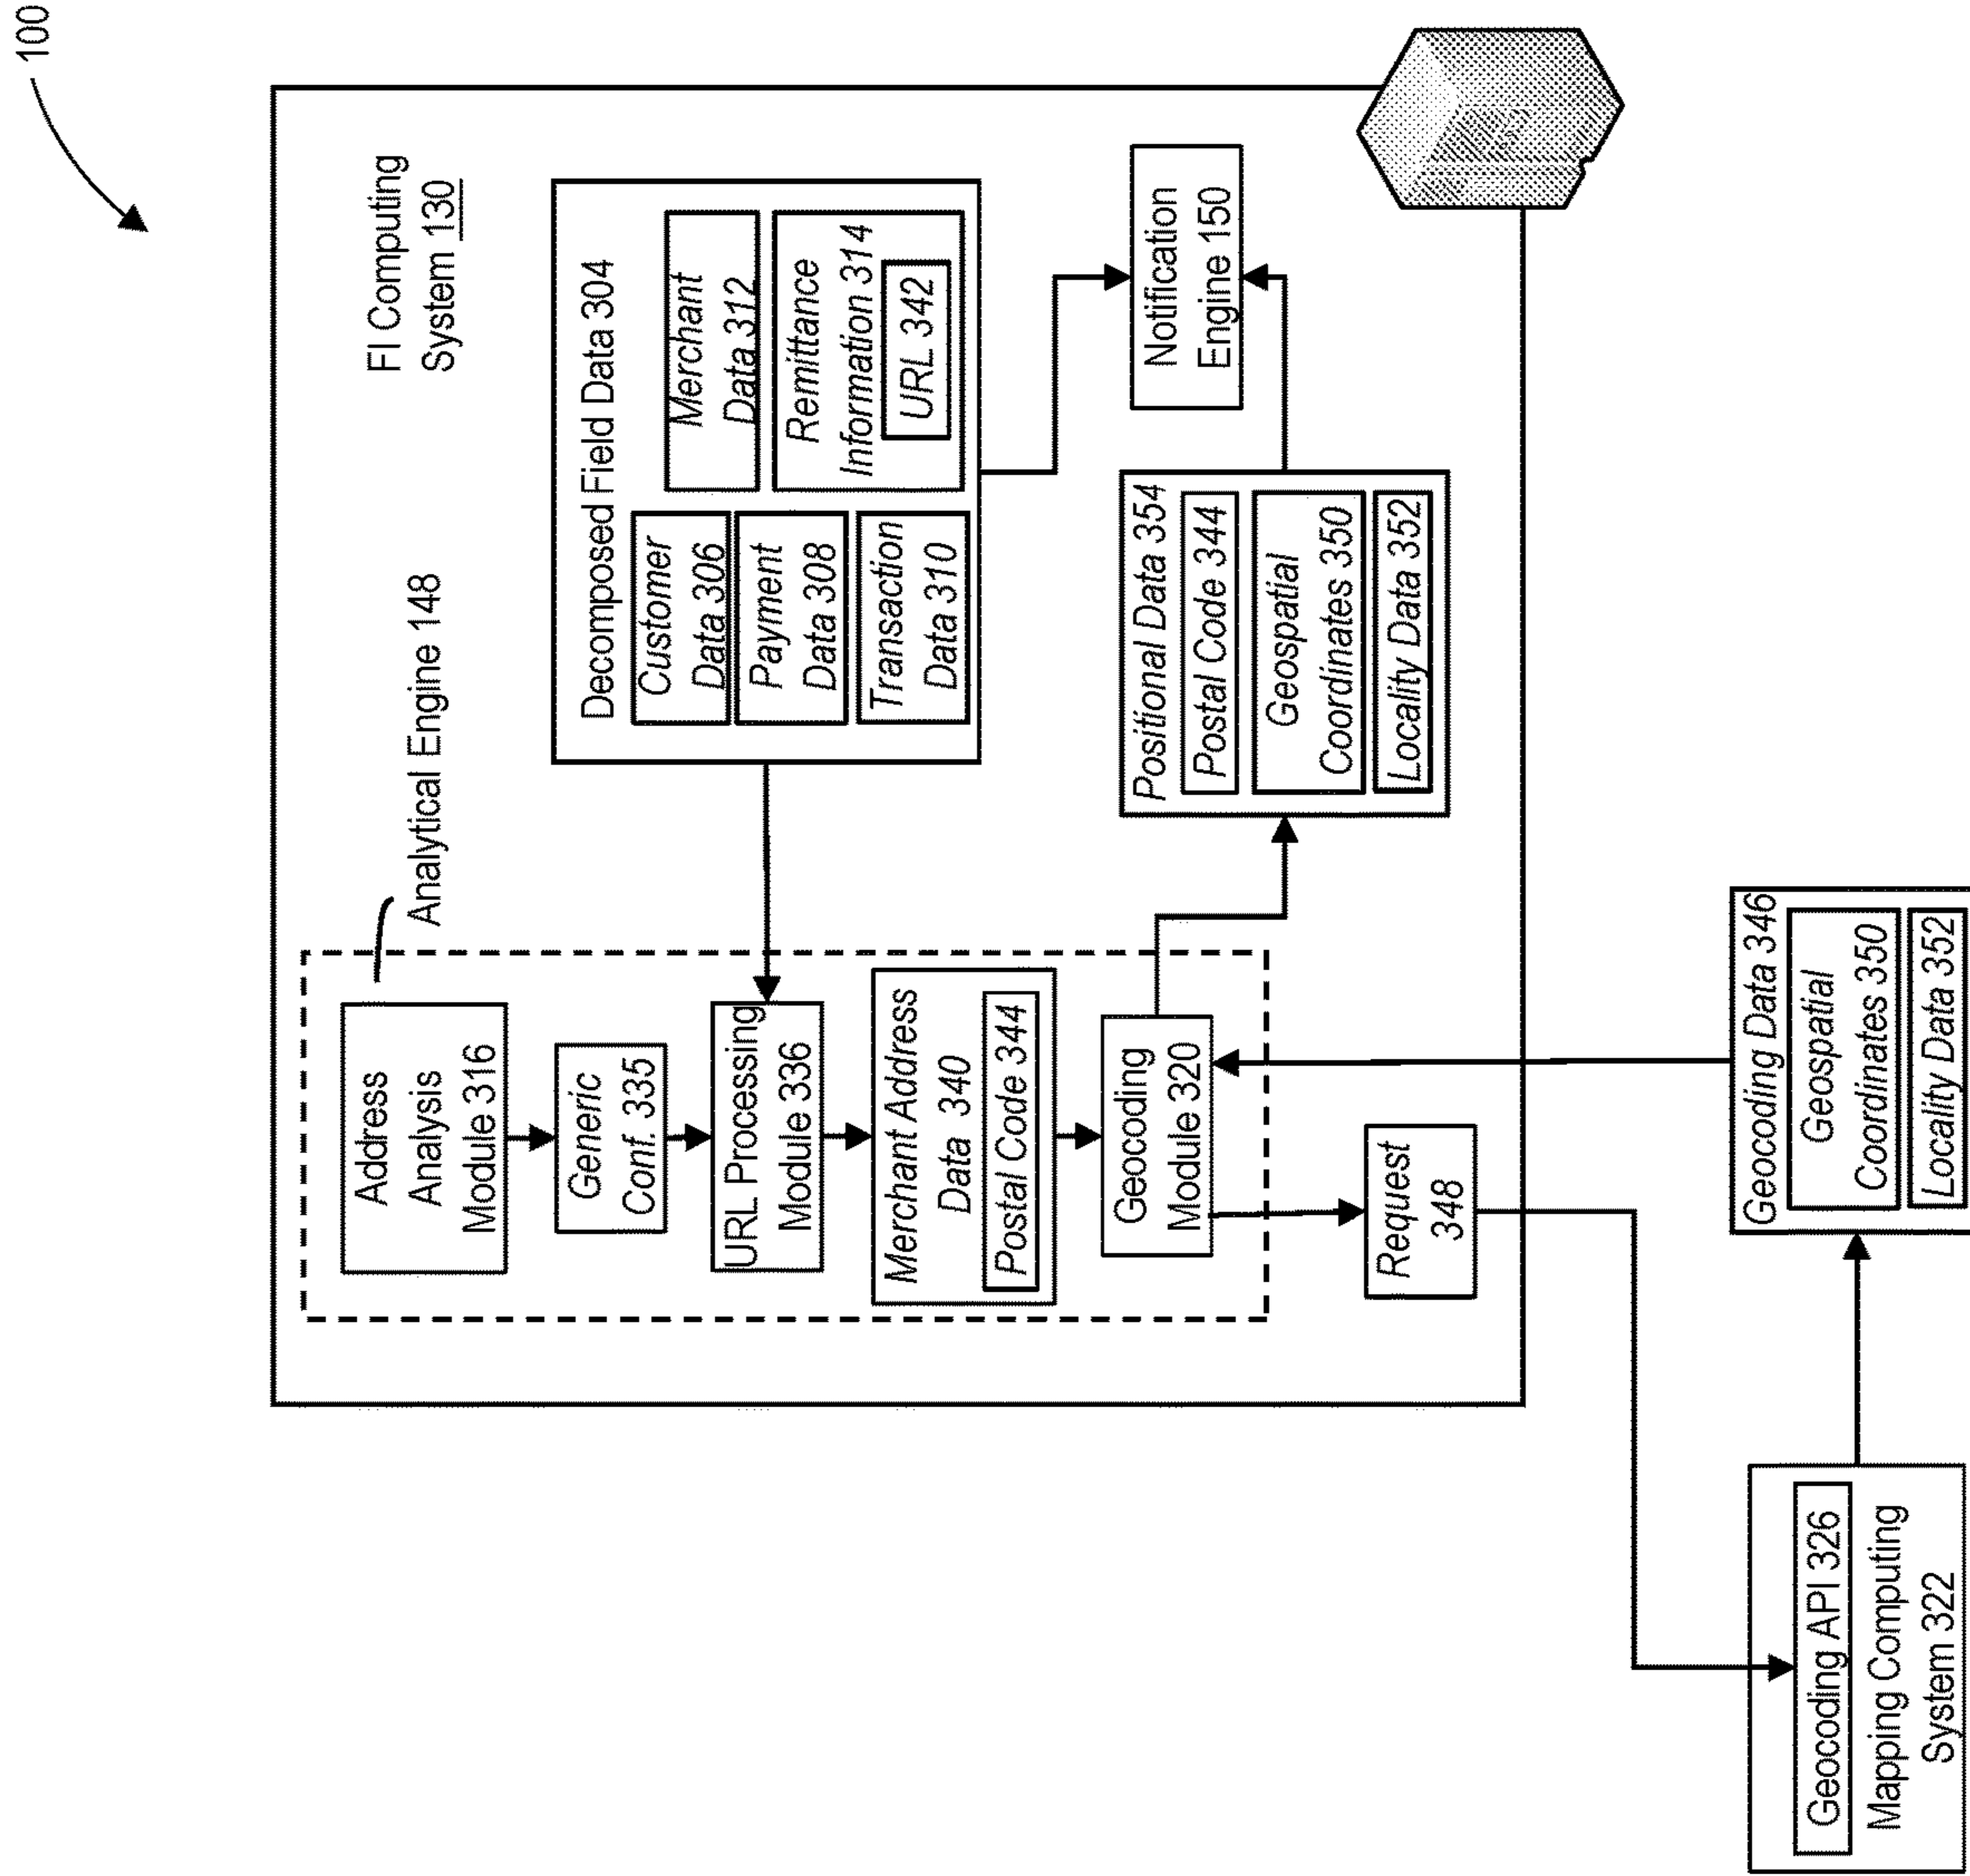 100
FI Computing
System 130
Analytical Engine 148
Address
Analysis
Module 316
Generic
Conf. 335
URL Processing
Module 336
Merchant Address
Data 340
Postal Code 344
Geocoding
Module 320
Request
348
Decomposed Field Data 304
Customer
Data 306
Payment
Data 308
Transaction
Data 310
Merchant
Data 312
Remittance
Information 314
URL 342
Notification
Engine 150
Positional Data 354
Postal Code 344
Geospatial
Coordinates 350
Locality Data 352
Geocoding API 326
Mapping Computing
System 322
Geocoding Data 346
Geospatial
Coordinates 350
Locality Data 352